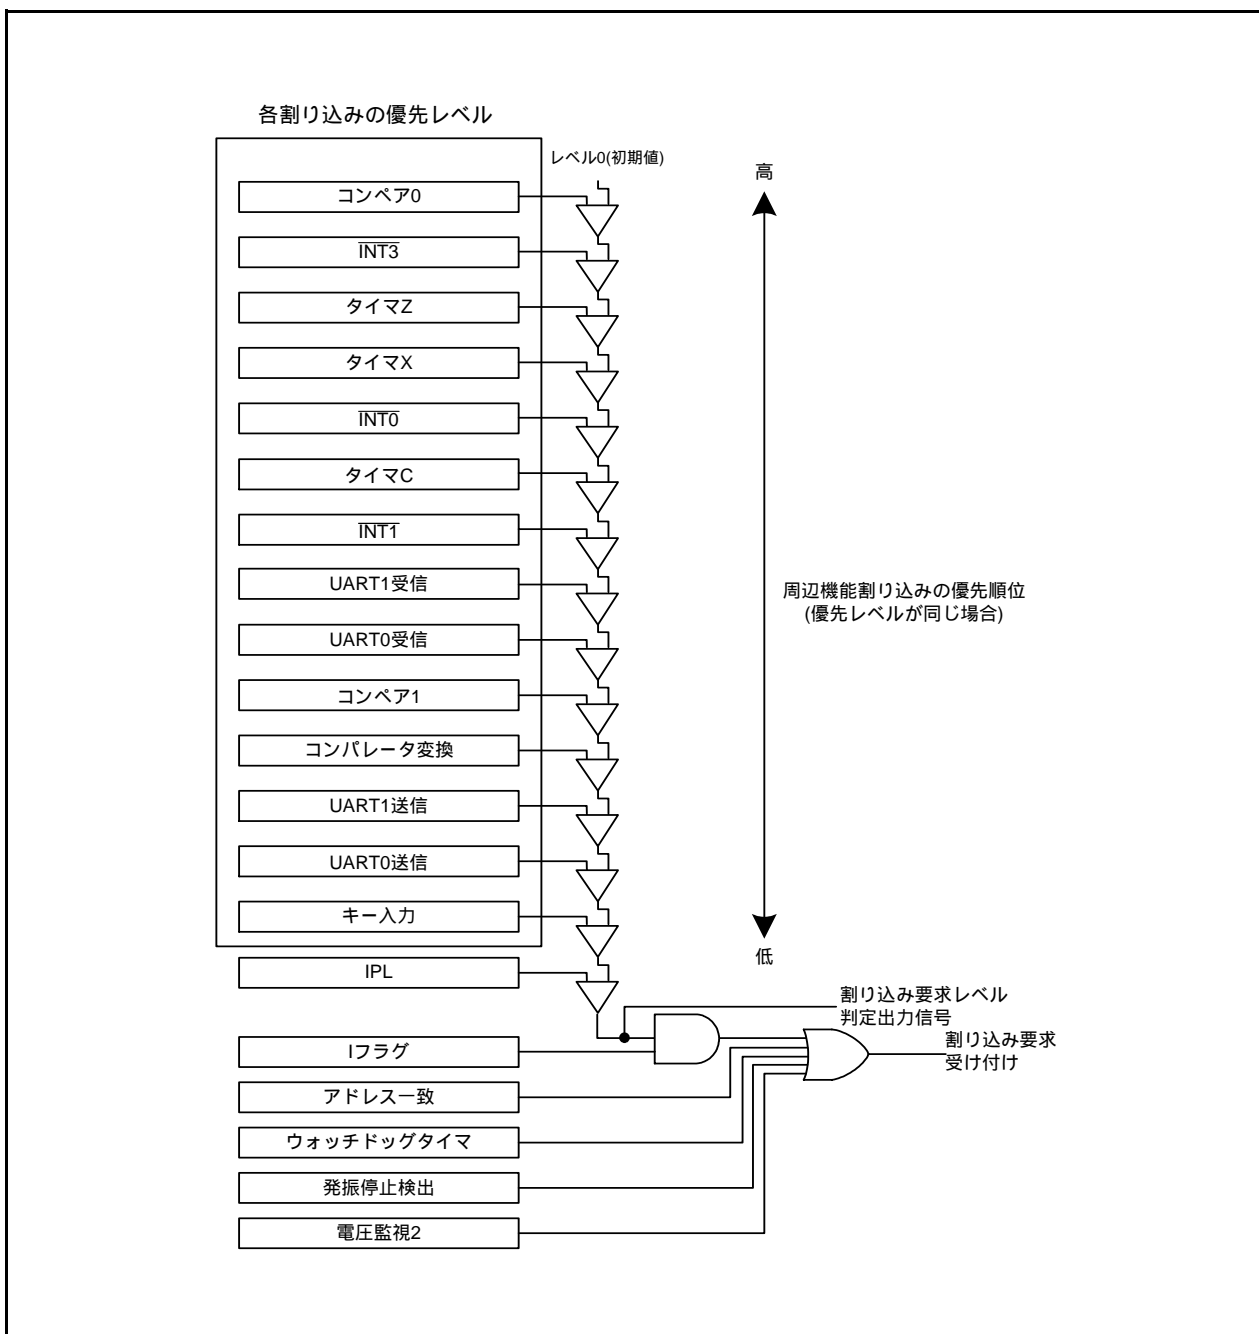 各割り込みの優先レベル
レベル0(初期値)
高
コンペア0
INT3
タイマZ
タイマX
INT0
タイマC
INT1
UART1受信
周辺機能割り込みの優先順位
(優先レベルが同じ場合)
UART0受信
コンペア1
コンパレータ変換
UART1送信
UART0送信
キー入力
低
IPL
割り込み要求レベル
判定出力信号
割り込み要求
受け付け
Iフラグ
アドレス一致
ウォッチドッグタイマ
発振停止検出
電圧監視2